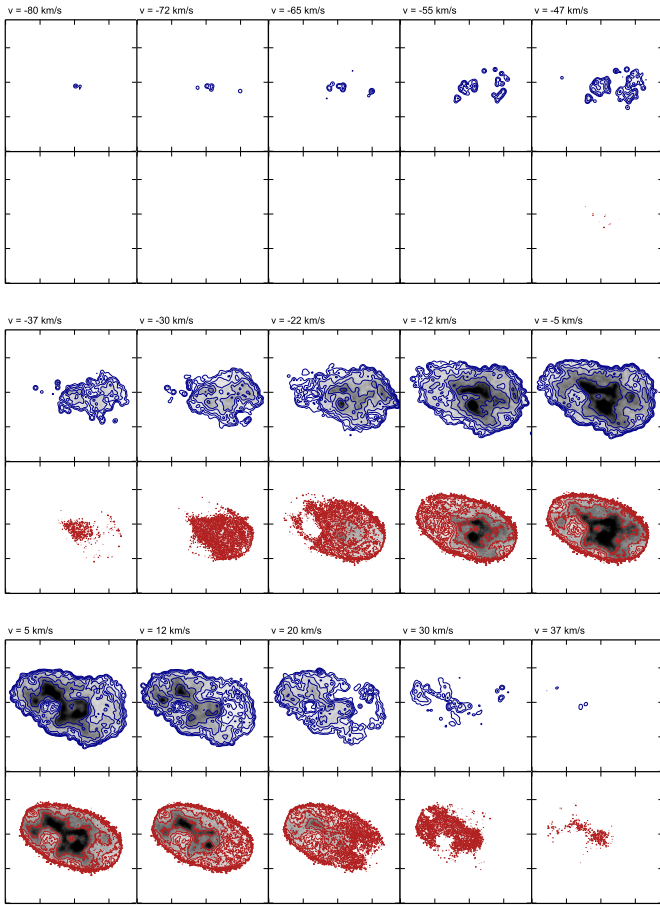 v = -80 km/s
v = -72 km/s
v = -65 km/s
v = -55 km/s
v = -47 km/s
v = -37 km/s
v = -30 km/s
v = -22 km/s
v = -12 km/s
v = -5 km/s
v = 5 km/s
v = 12 km/s
v = 20 km/s
v = 30 km/s
v = 37 km/s